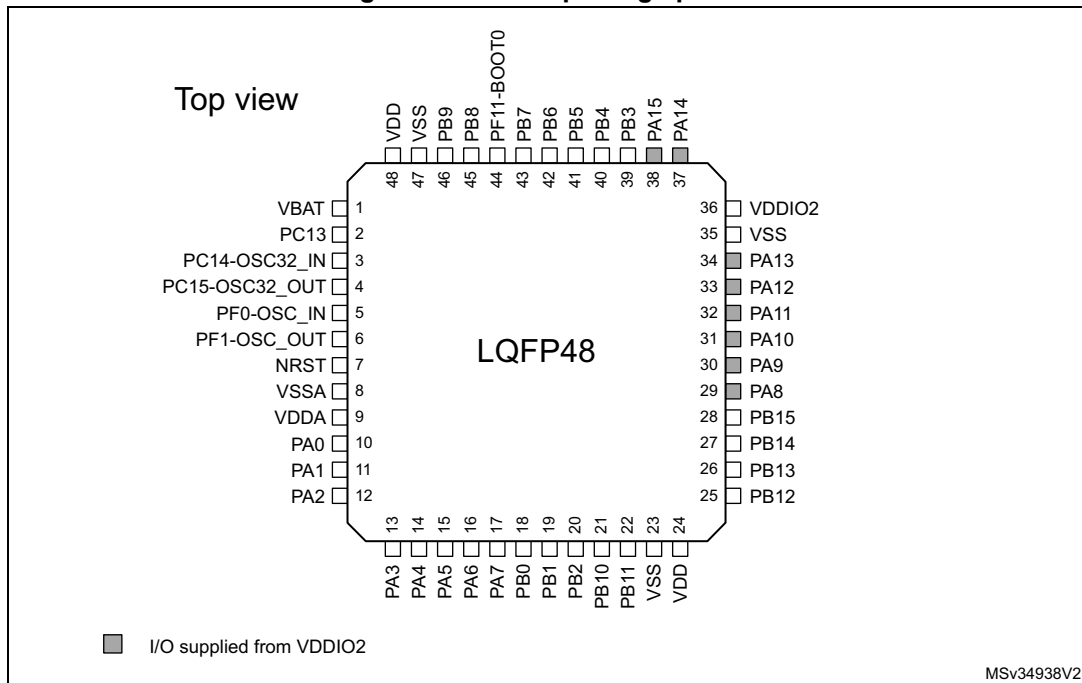 Top view
VDD
VSS
PB9
PB8
PF11-BOOT0
PB7
PB6
PB5
PB4
PB3
PA15
PA14
48
47
46
45
44
43
42
41
40
39
38
37
VBAT 1
PC13 2
PC14-OSC32_IN 3
PC15-OSC32_OUT 4
PF0-OSC_IN 5
PF1-OSC_OUT 6
NRST 7
VSSA 8
VDDA 9
PA0 10
PA1 11
PA2 12
LQFP48
36 VDDIO2
35 VSS
34 PA13
33 PA12
32 PA11
31 PA10
30 PA9
29 PA8
28 PB15
27 PB14
26 PB13
25 PB12
13
14
15
16
17
18
19
20
21
22
23
24
PA3
PA4
PA5
PA6
PA7
PB0
PB1
PB2
PB10
PB11
VSS
VDD
I/O supplied from VDDIO2
MSv34938V2